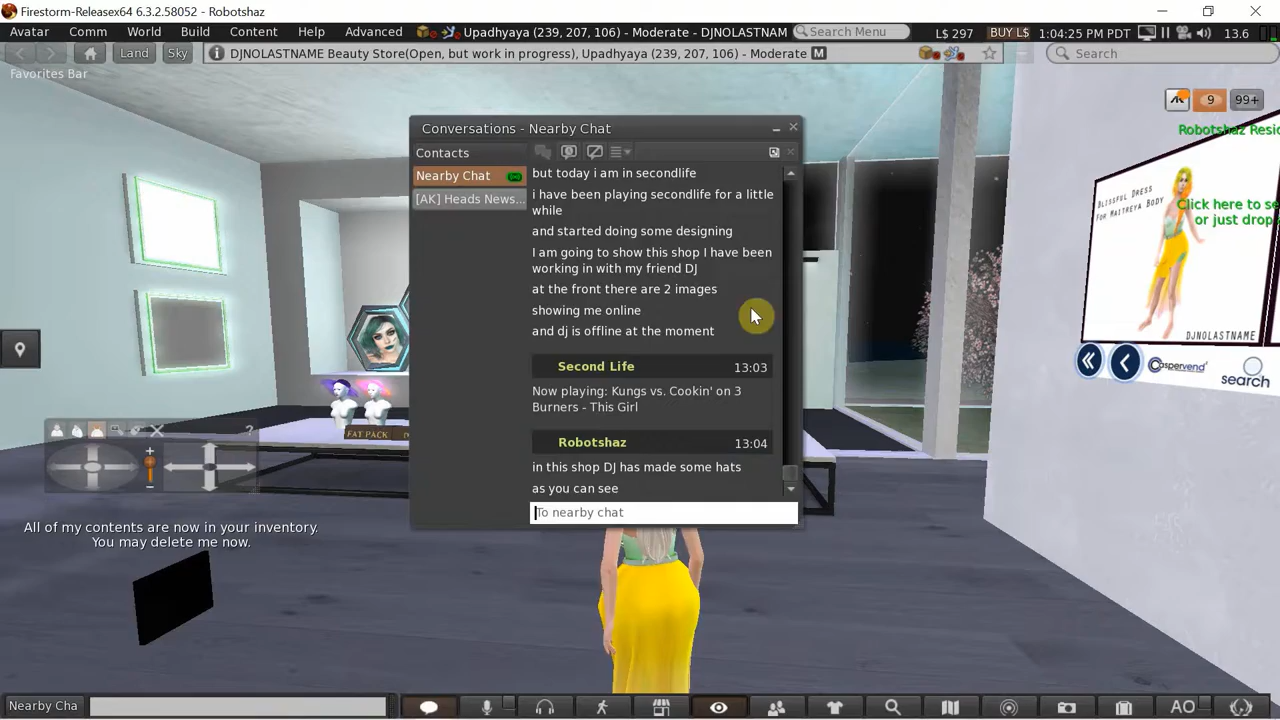 Firestorm-Releasex64 6.3.2.58052 - Robotshaz
Avatar Comm World Build Content Help Advanced Upadhyaya (239, 207, 106) - Moderate - DJNOLASTNAM Search Menu L$ 297 BUY L$ 1:04:25 PM PDT 13.6
Land Sky DJNOLASTNAME Beauty Store(Open, but work in progress), Upadhyaya (239, 207, 106) - Moderate M Search
Favorites Bar
9 99+
Robotshaz Resi
Click here to se
or just drop
BLISSFUL DRESS
FOR MAITREYA BODY
DJNOLASTNAME
Caspervend
search
Conversations - Nearby Chat
Contacts
Nearby Chat
[AK] Heads News...
but today i am in secondlife
i have been playing secondlife for a little
while
and started doing some designing
I am going to show this shop I have been
working in with my friend DJ
at the front there are 2 images
showing me online
and dj is offline at the moment
Second Life 13:03
Now playing: Kungs vs. Cookin' on 3
Burners - This Girl
Robotshaz 13:04
in this shop DJ has made some hats
as you can see
To nearby chat
FAT PACK
?
All of my contents are now in your inventory.
You may delete me now.
Nearby Cha
AO